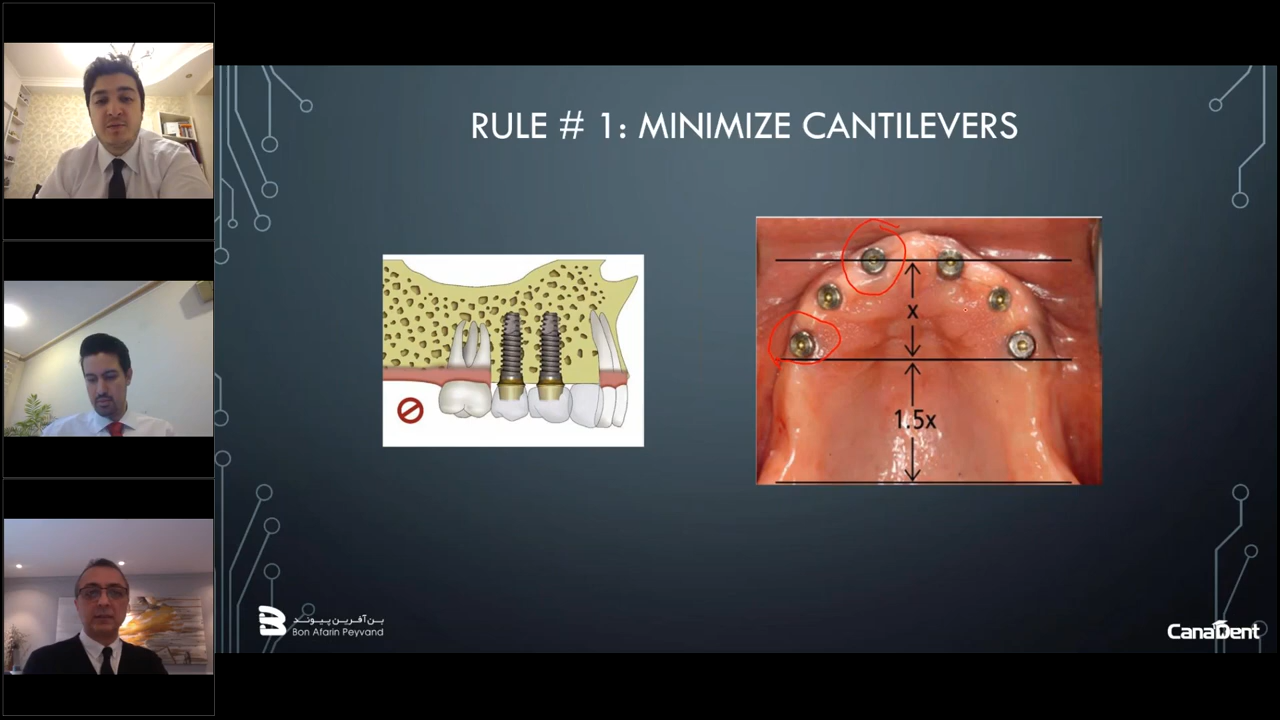 RULE # 1: MINIMIZE CANTILEVERS
x
1.5x
بن‌آفرین‌پیوند
Bon Afarin Peyvand
CanaDent